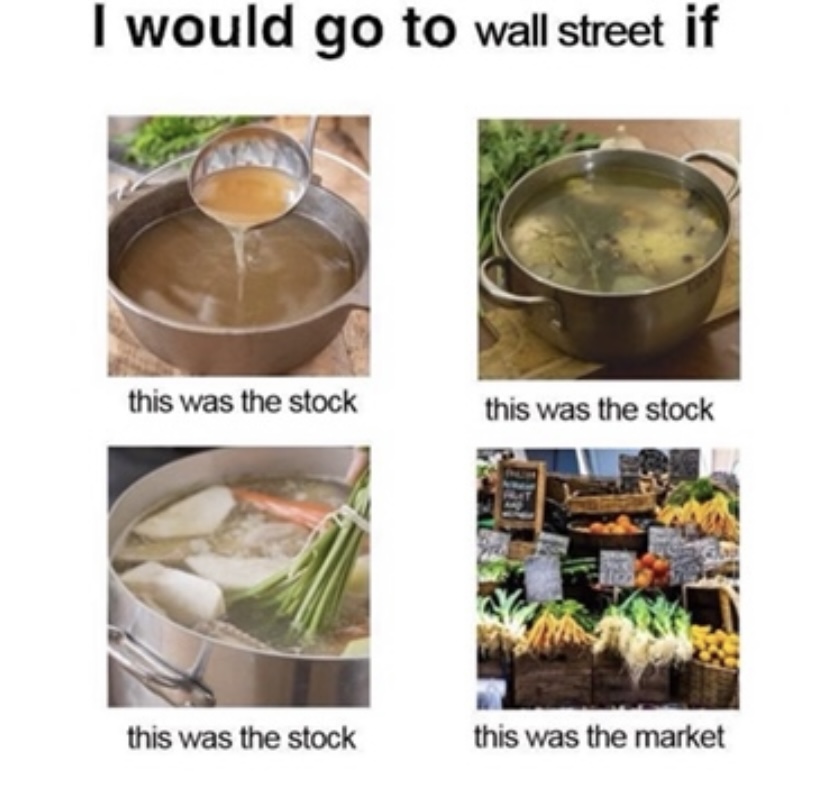 I would go to wall street if
this was the stock
this was the stock
this was the stock
this was the market